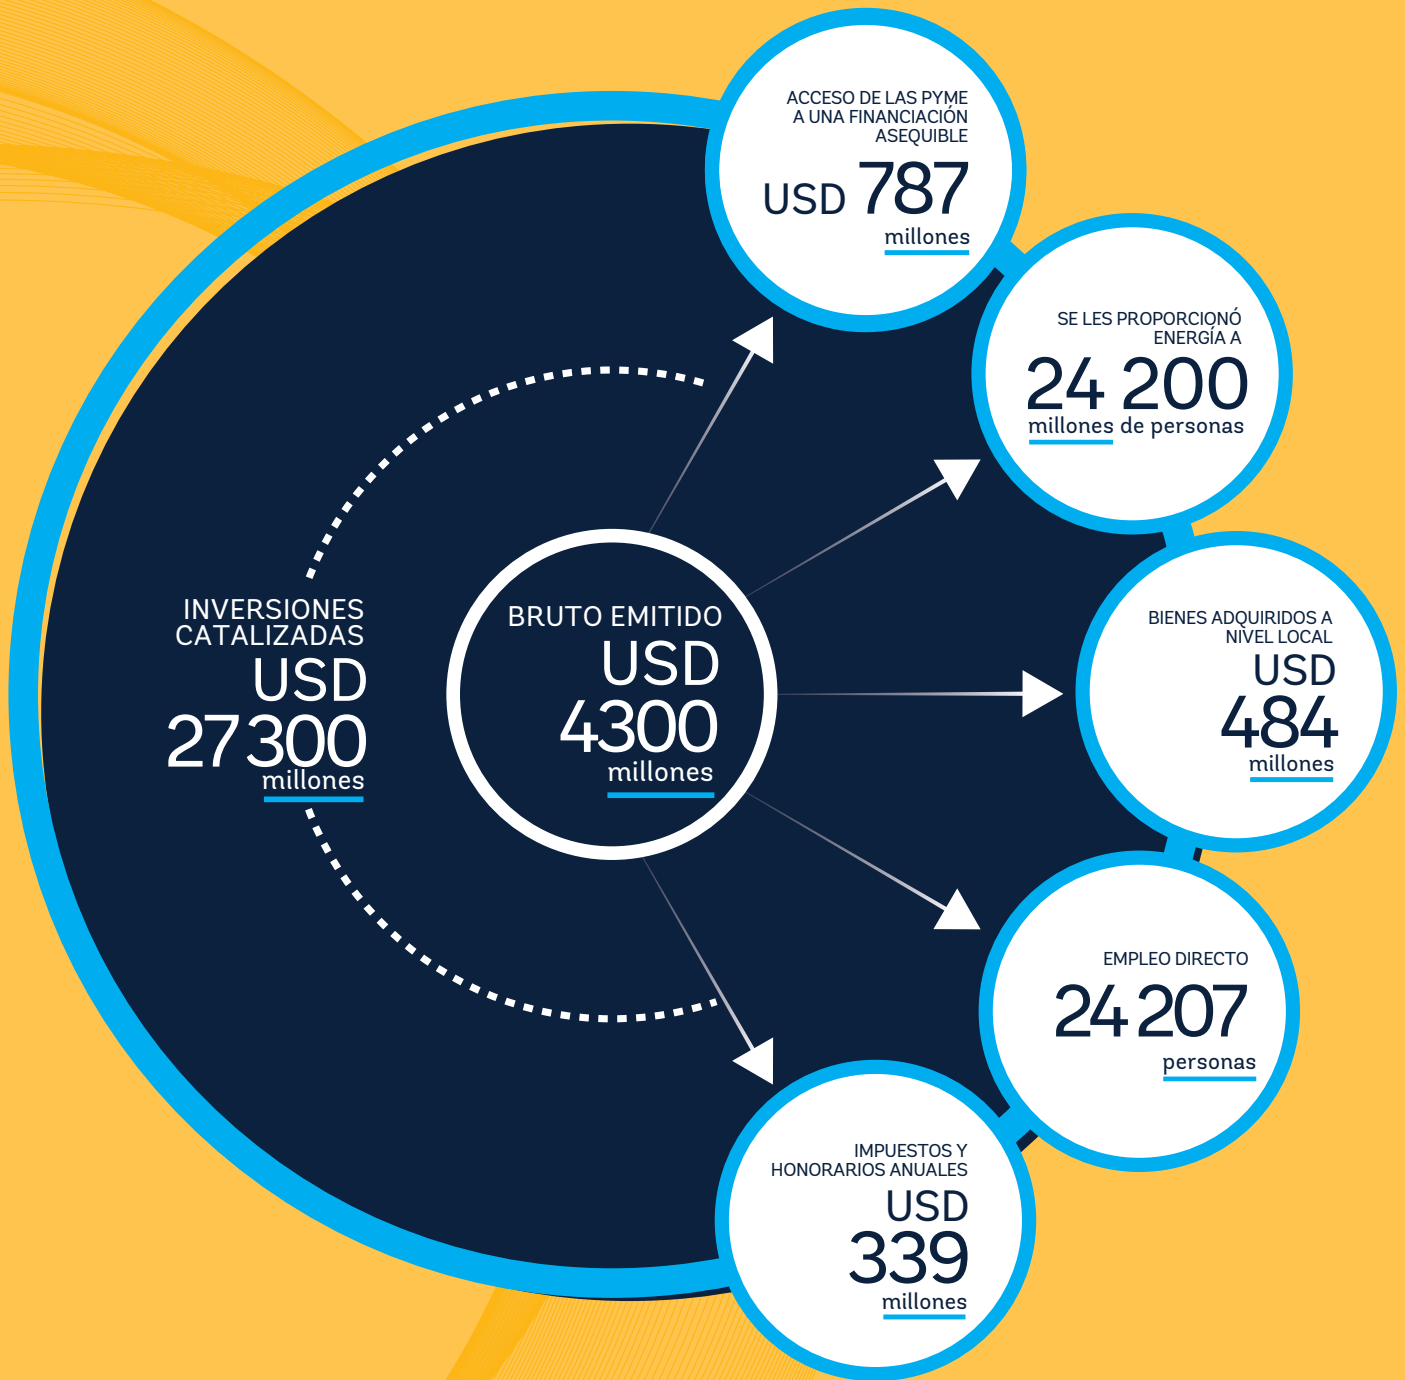 INVERSIONES
CATALIZADAS
USD
27 300
millones
BRUTO EMITIDO
USD
4300
millones
ACCESO DE LAS PYME
A UNA FINANCIACIÓN
ASEQUIBLE
USD 787
millones
SE LES PROPORCIONÓ
ENERGÍA A
24 200
millones de personas
BIENES ADQUIRIDOS A
NIVEL LOCAL
USD
484
millones
EMPLEO DIRECTO
24 207
personas
IMPUESTOS Y
HONORARIOS ANUALES
USD
339
millones